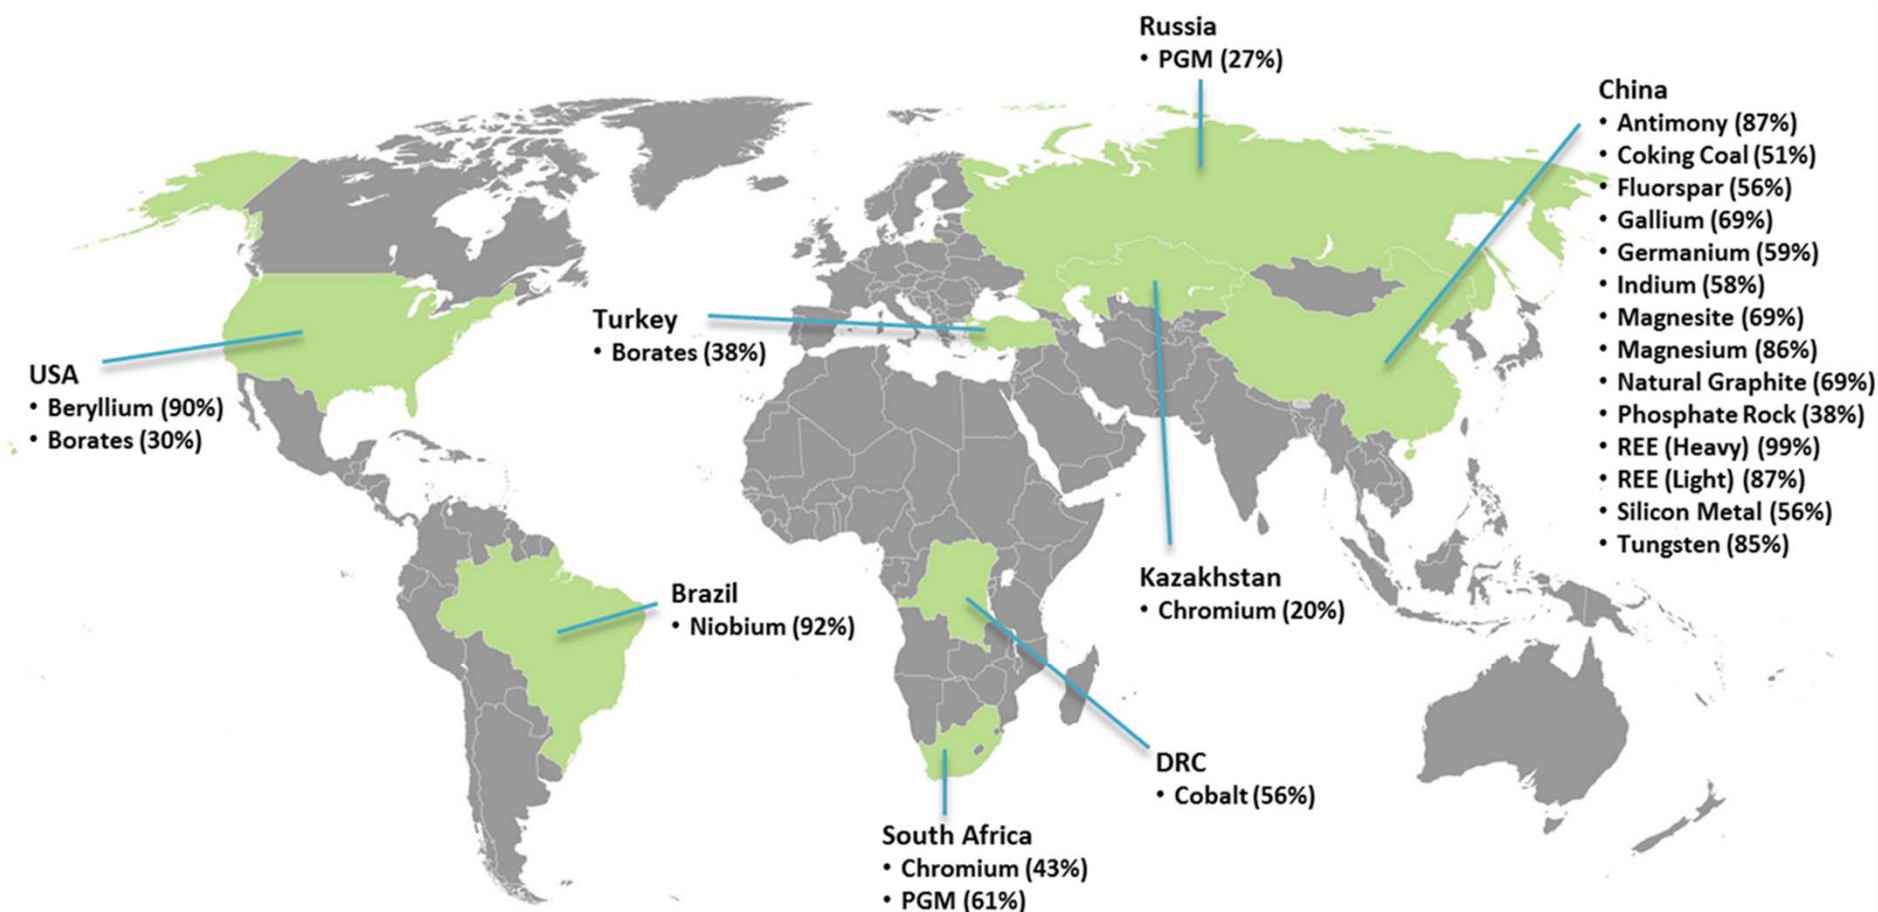 Russia
• PGM (27%)
China
• Antimony (87%)
• Coking Coal (51%)
• Fluorspar (56%)
• Gallium (69%)
• Germanium (59%)
• Indium (58%)
• Magnesite (69%)
• Magnesium (86%)
• Natural Graphite (69%)
• Phosphate Rock (38%)
• REE (Heavy) (99%)
• REE (Light) (87%)
• Silicon Metal (56%)
• Tungsten (85%)
Turkey
• Borates (38%)
USA
• Beryllium (90%)
• Borates (30%)
Brazil
• Niobium (92%)
Kazakhstan
• Chromium (20%)
DRC
• Cobalt (56%)
South Africa
• Chromium (43%)
• PGM (61%)